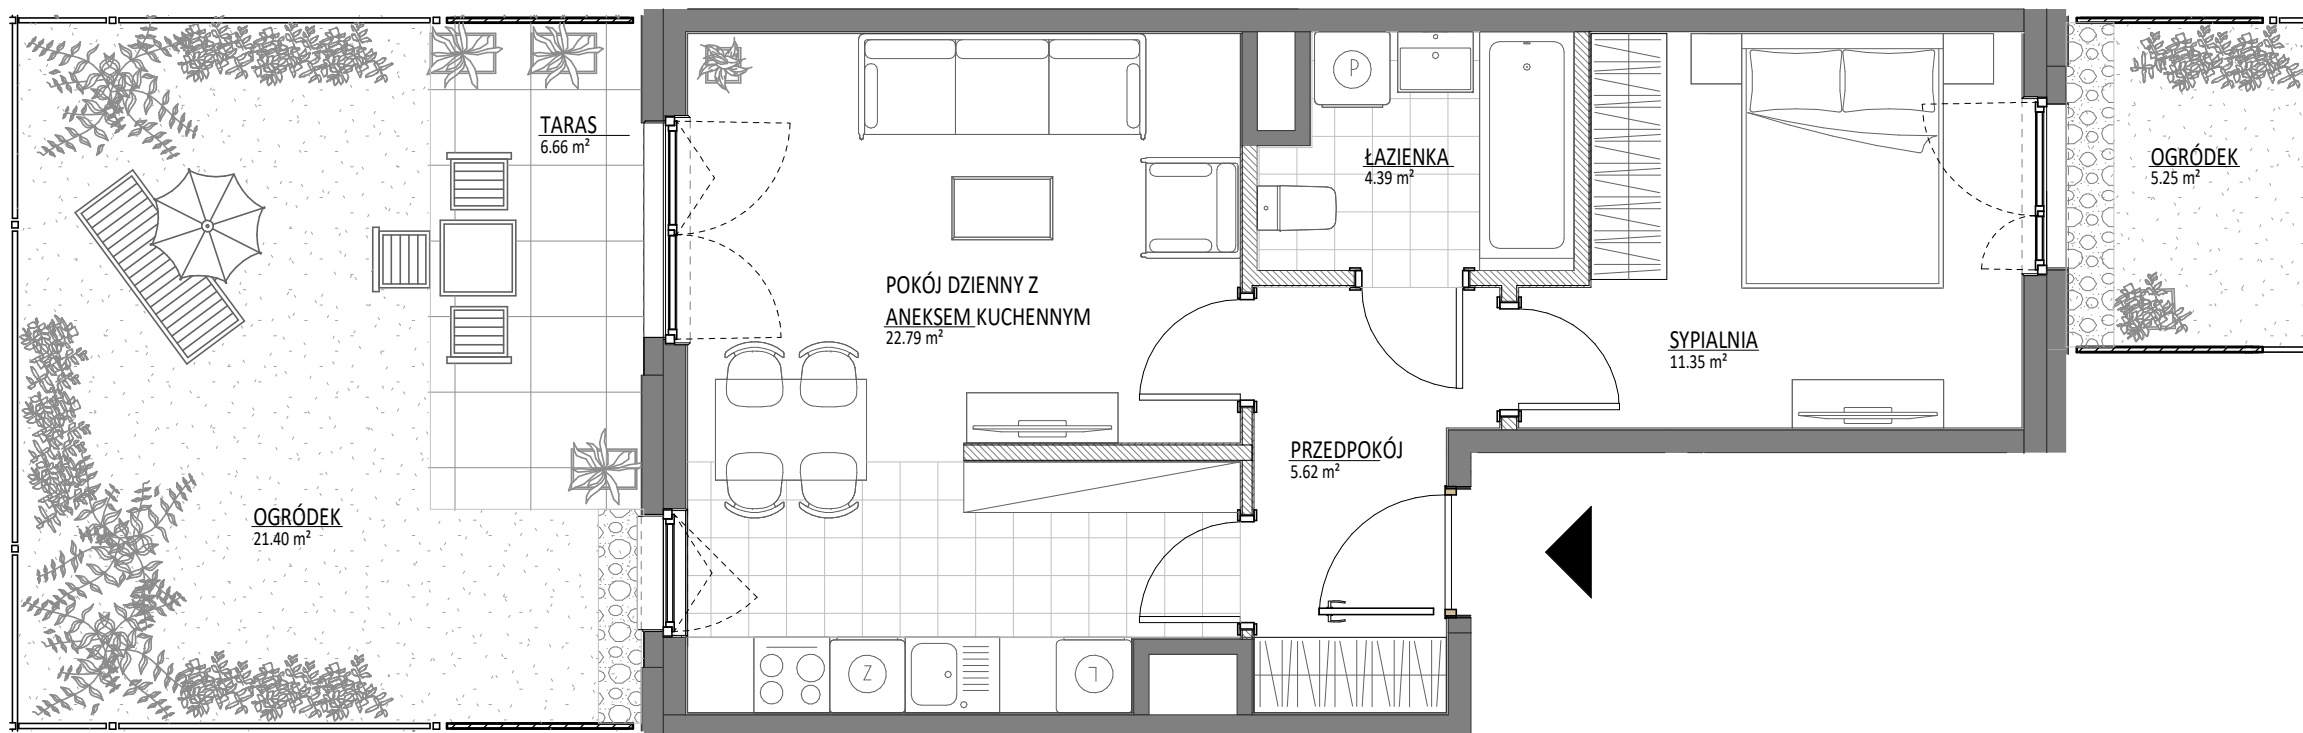 TARAS
6.66 m²
OGRÓDEK
21.40 m²
POKÓJ DZIENNY Z
ANEKSEM KUCHENNYM
22.79 m²
P
ŁAZIENKA
4.39 m²
SYPIALNIA
11.35 m²
OGRÓDEK
5.25 m²
PRZEDPOKÓJ
5.62 m²
Z
L